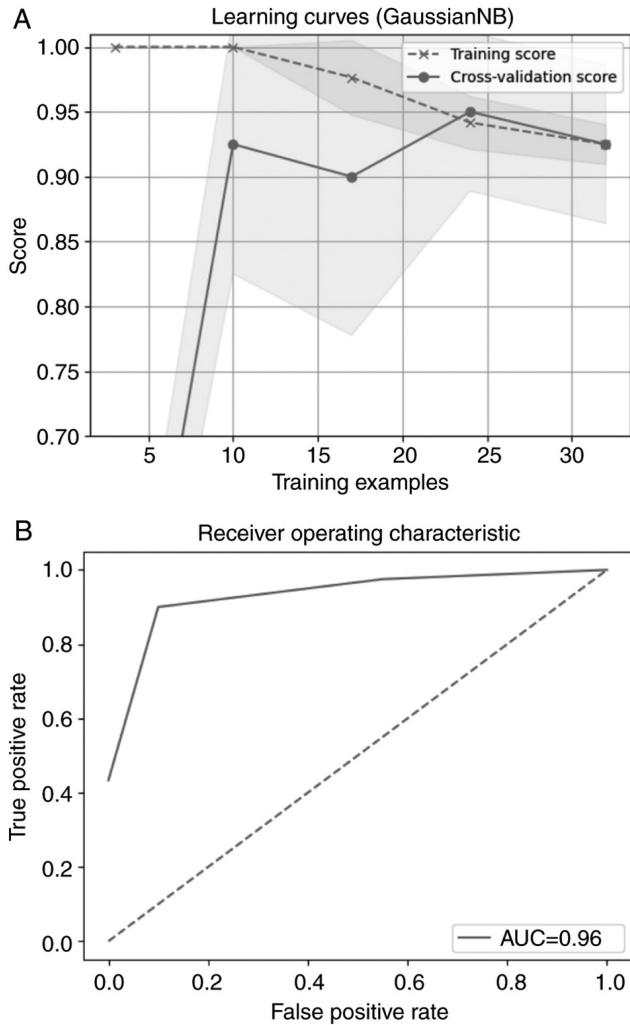 A
Learning curves (GaussianNB)
Training score
Cross-validation score
1.00
0.95
0.90
0.85
0.80
0.75
0.70
Score
5 10 15 20 25 30
Training examples
B
Receiver operating characteristic
1.0
0.8
0.6
0.4
0.2
0.0
True positive rate
AUC=0.96
0.0 0.2 0.4 0.6 0.8 1.0
False positive rate